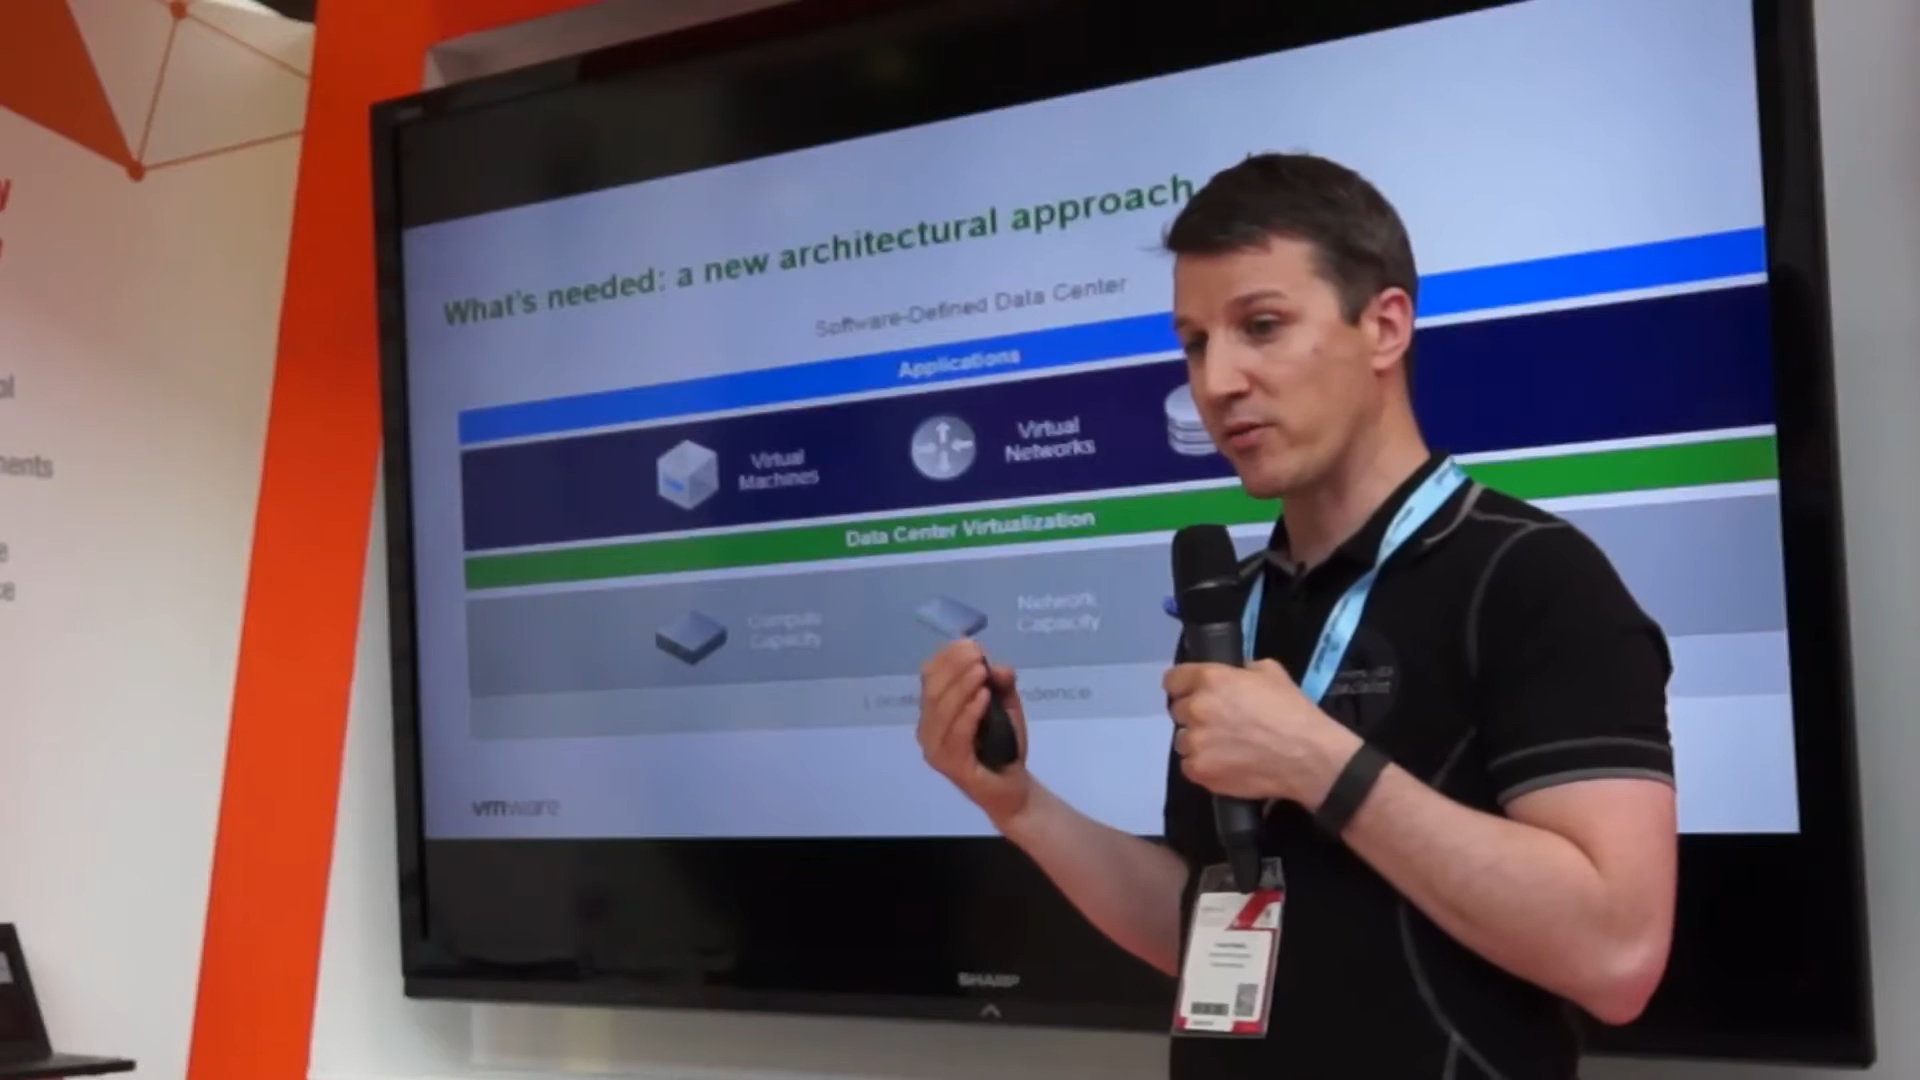 What's needed: a new architectural approach
Software-Defined Data Center
Applications
Virtual
Machines
Virtual
Networks
Data Center Virtualization
Compute
Capacity
Network
Capacity
vmware
SHARP